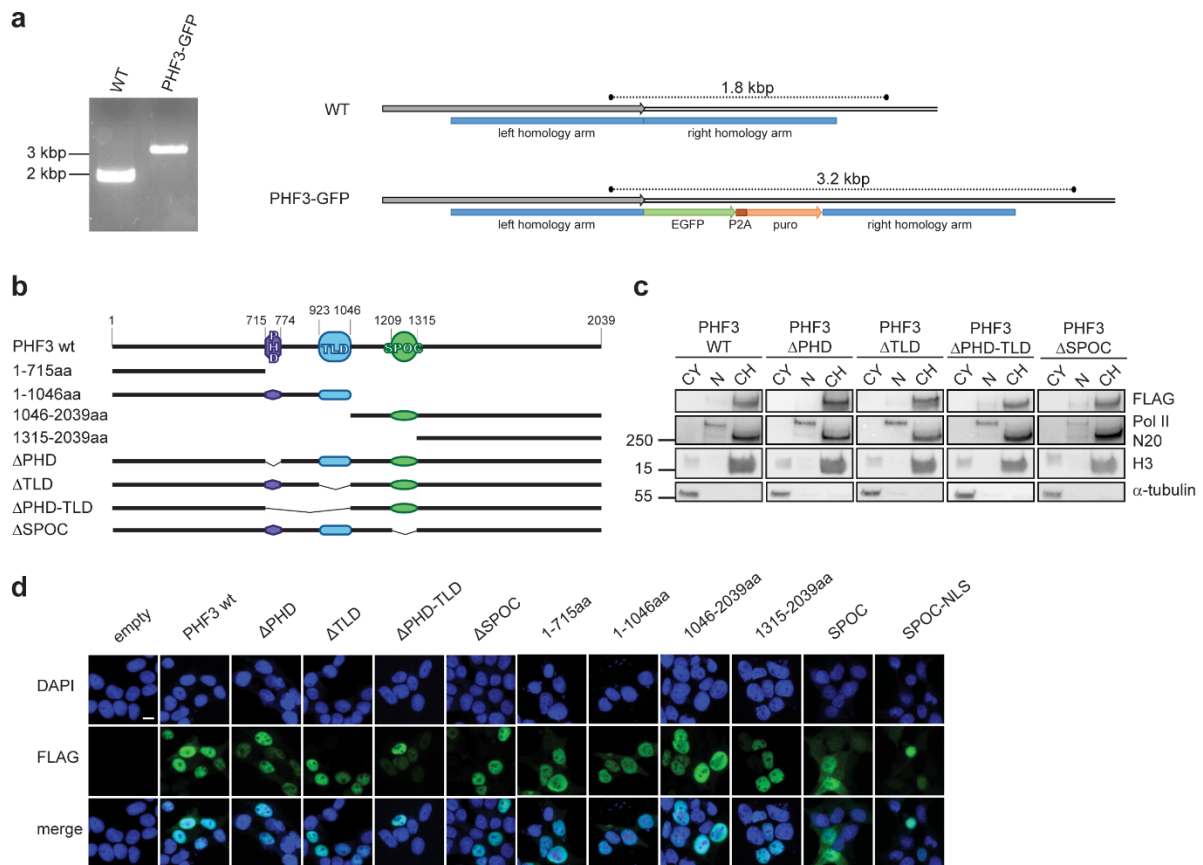 a
WT PHF3-GFP
3 kbp
2 kbp
WT
1.8 kbp
left homology arm right homology arm
PHF3-GFP
3.2 kbp
left homology arm EGFP P2A puro right homology arm
b
1 715 774 923 1046 1209 1315 2039
PHF3 wt PHD TLD SPOC
1-715aa
1-1046aa
1046-2039aa
1315-2039aa
ΔPHD
ΔTLD
ΔPHD-TLD
ΔSPOC
c
PHF3 PHF3 PHF3 PHF3 PHF3
WT ΔPHD ΔTLD ΔPHD-TLD ΔSPOC
CY N CH CY N CH CY N CH CY N CH CY N CH
FLAG
Pol II
250 N20
15 H3
55 α-tubulin
d
empty PHF3 wt ΔPHD ΔTLD ΔPHD-TLD ΔSPOC 1-715aa 1-1046aa 1046-2039aa 1315-2039aa SPOC SPOC-NLS
DAPI
FLAG
merge